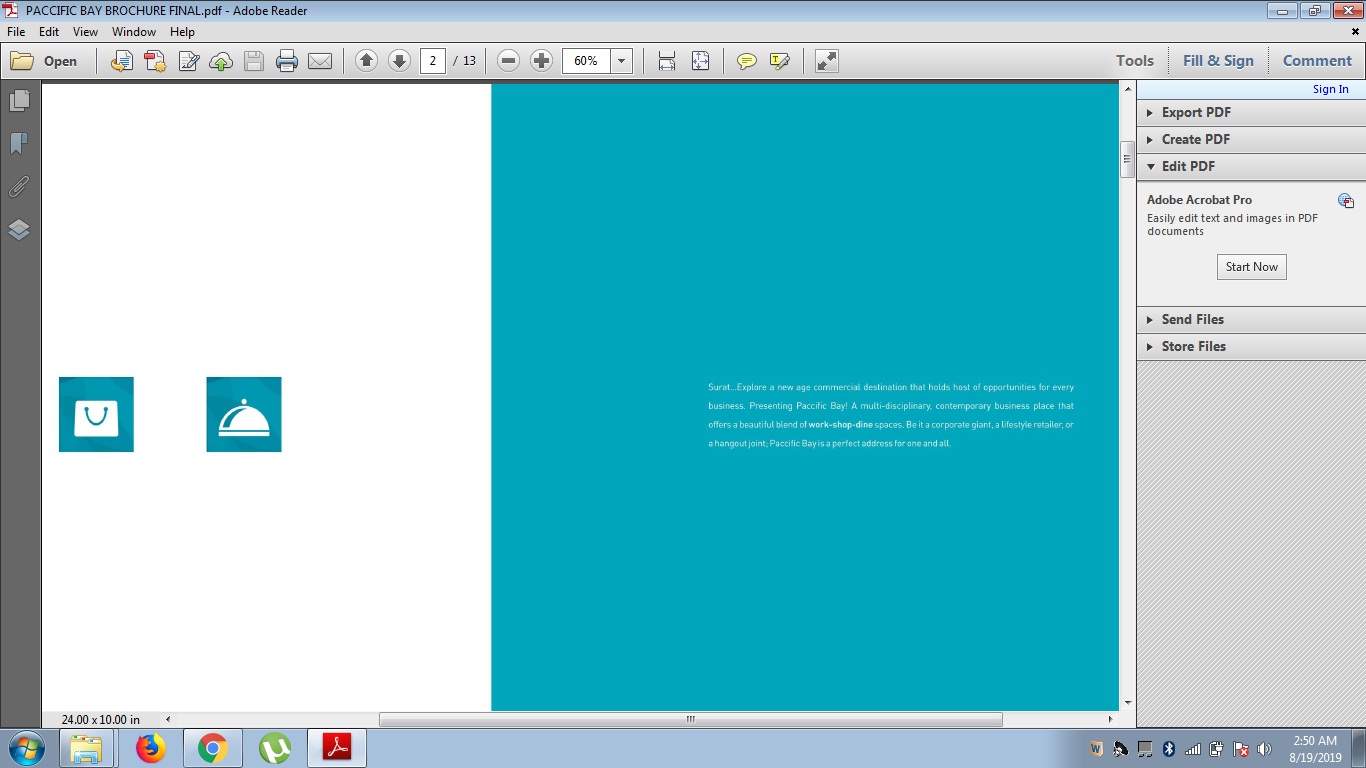 PACCIFIC BAY BROCHURE FINAL.pdf - Adobe Reader
File Edit View Window Help
Open 2 / 13 60% Tools Fill & Sign Comment
Sign In
Export PDF
Create PDF
Edit PDF
Adobe Acrobat Pro
Easily edit text and images in PDF
documents
Start Now
Send Files
Store Files
Surat...Explore a new age commercial destination that holds host of opportunities for every
business. Presenting Paccific Bay! A multi-disciplinary, contemporary business place that
offers a beautiful blend of work-shop-dine spaces. Be it a corporate giant, a lifestyle retailer, or
a hangout joint; Paccific Bay is a perfect address for one and all.
24.00 x 10.00 in
2:50 AM
8/19/2019